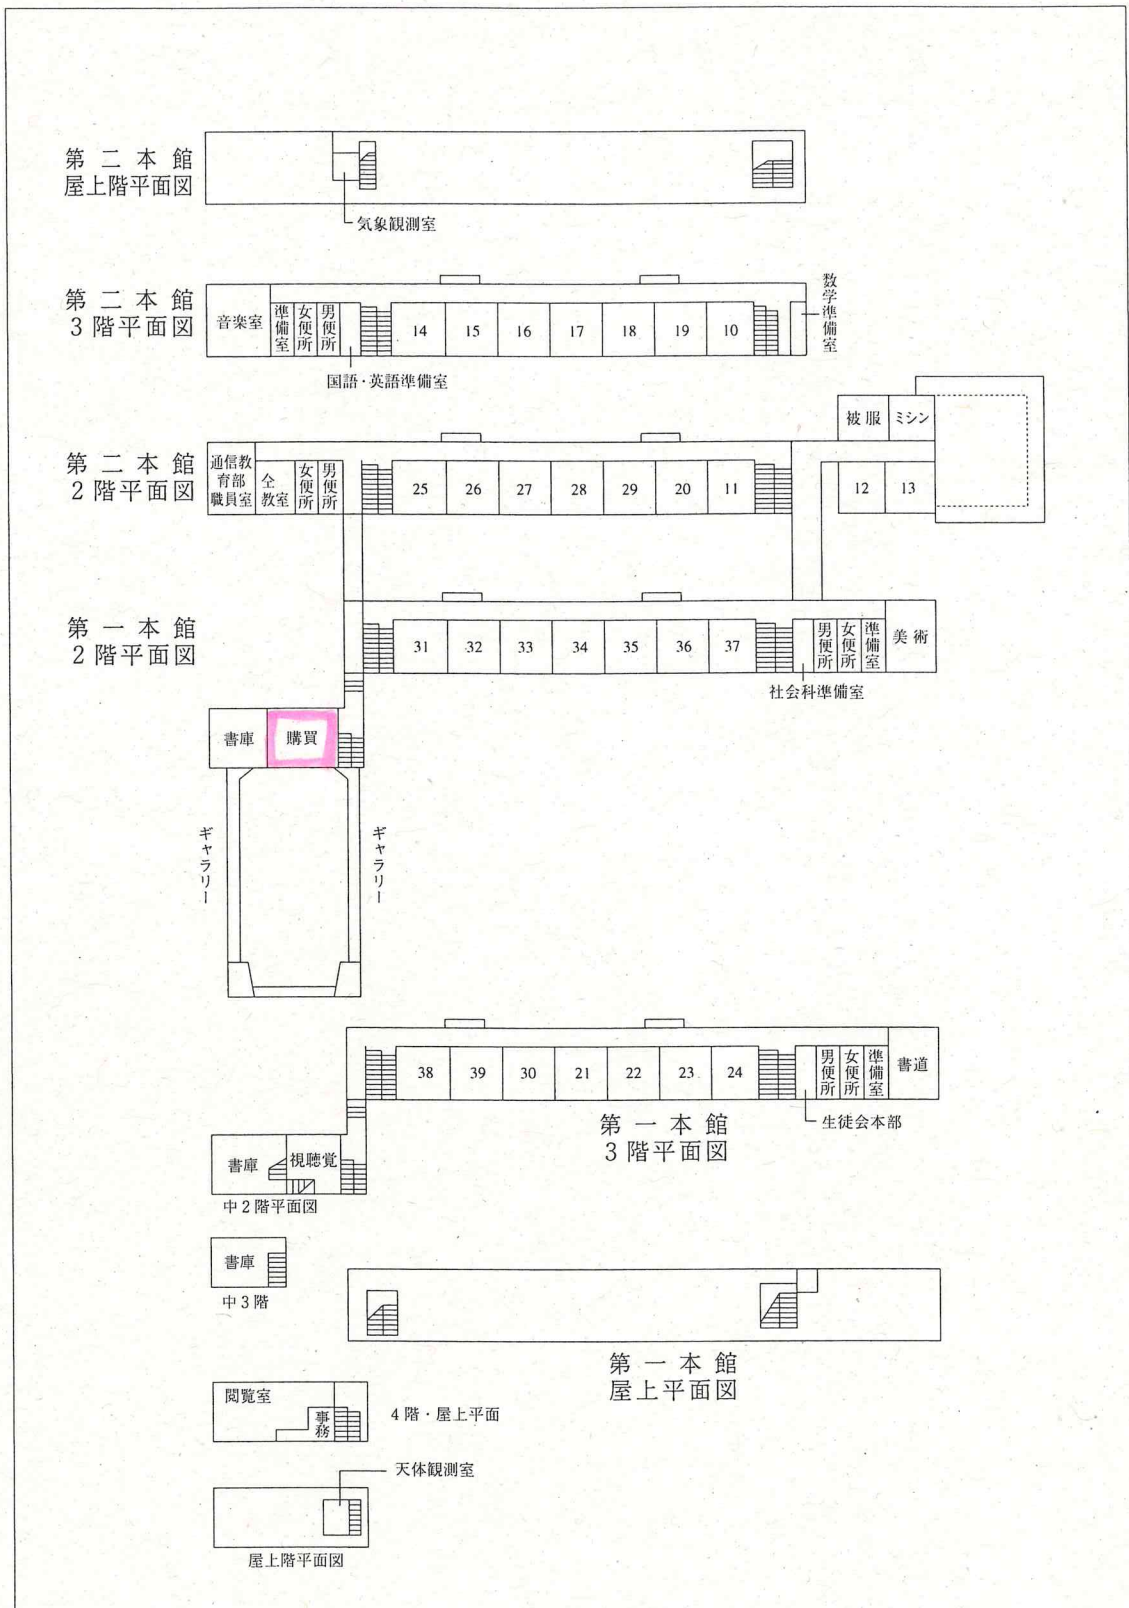 第二本館
屋上階平面図
気象観測室
第二本館
3階平面図
音楽室
準備室
女便所
男便所
14
15
16
17
18
19
10
数学準備室
国語・英語準備室
第二本館
2階平面図
通信教
育部
職員室
全
教室
女便所
男便所
25
26
27
28
29
20
11
被服
ミシン
12
13
第一本館
2階平面図
31
32
33
34
35
36
37
男便所
女便所
準備室
美術
社会科準備室
書庫
購買
ギャラリー
ギャラリー
38
39
30
21
22
23
24
男便所
女便所
準備室
書道
生徒会本部
第一本館
3階平面図
書庫
視聴覚
中2階平面図
書庫
中3階
第一本館
屋上平面図
閲覧室
事務
4階・屋上平面
天体観測室
屋上階平面図